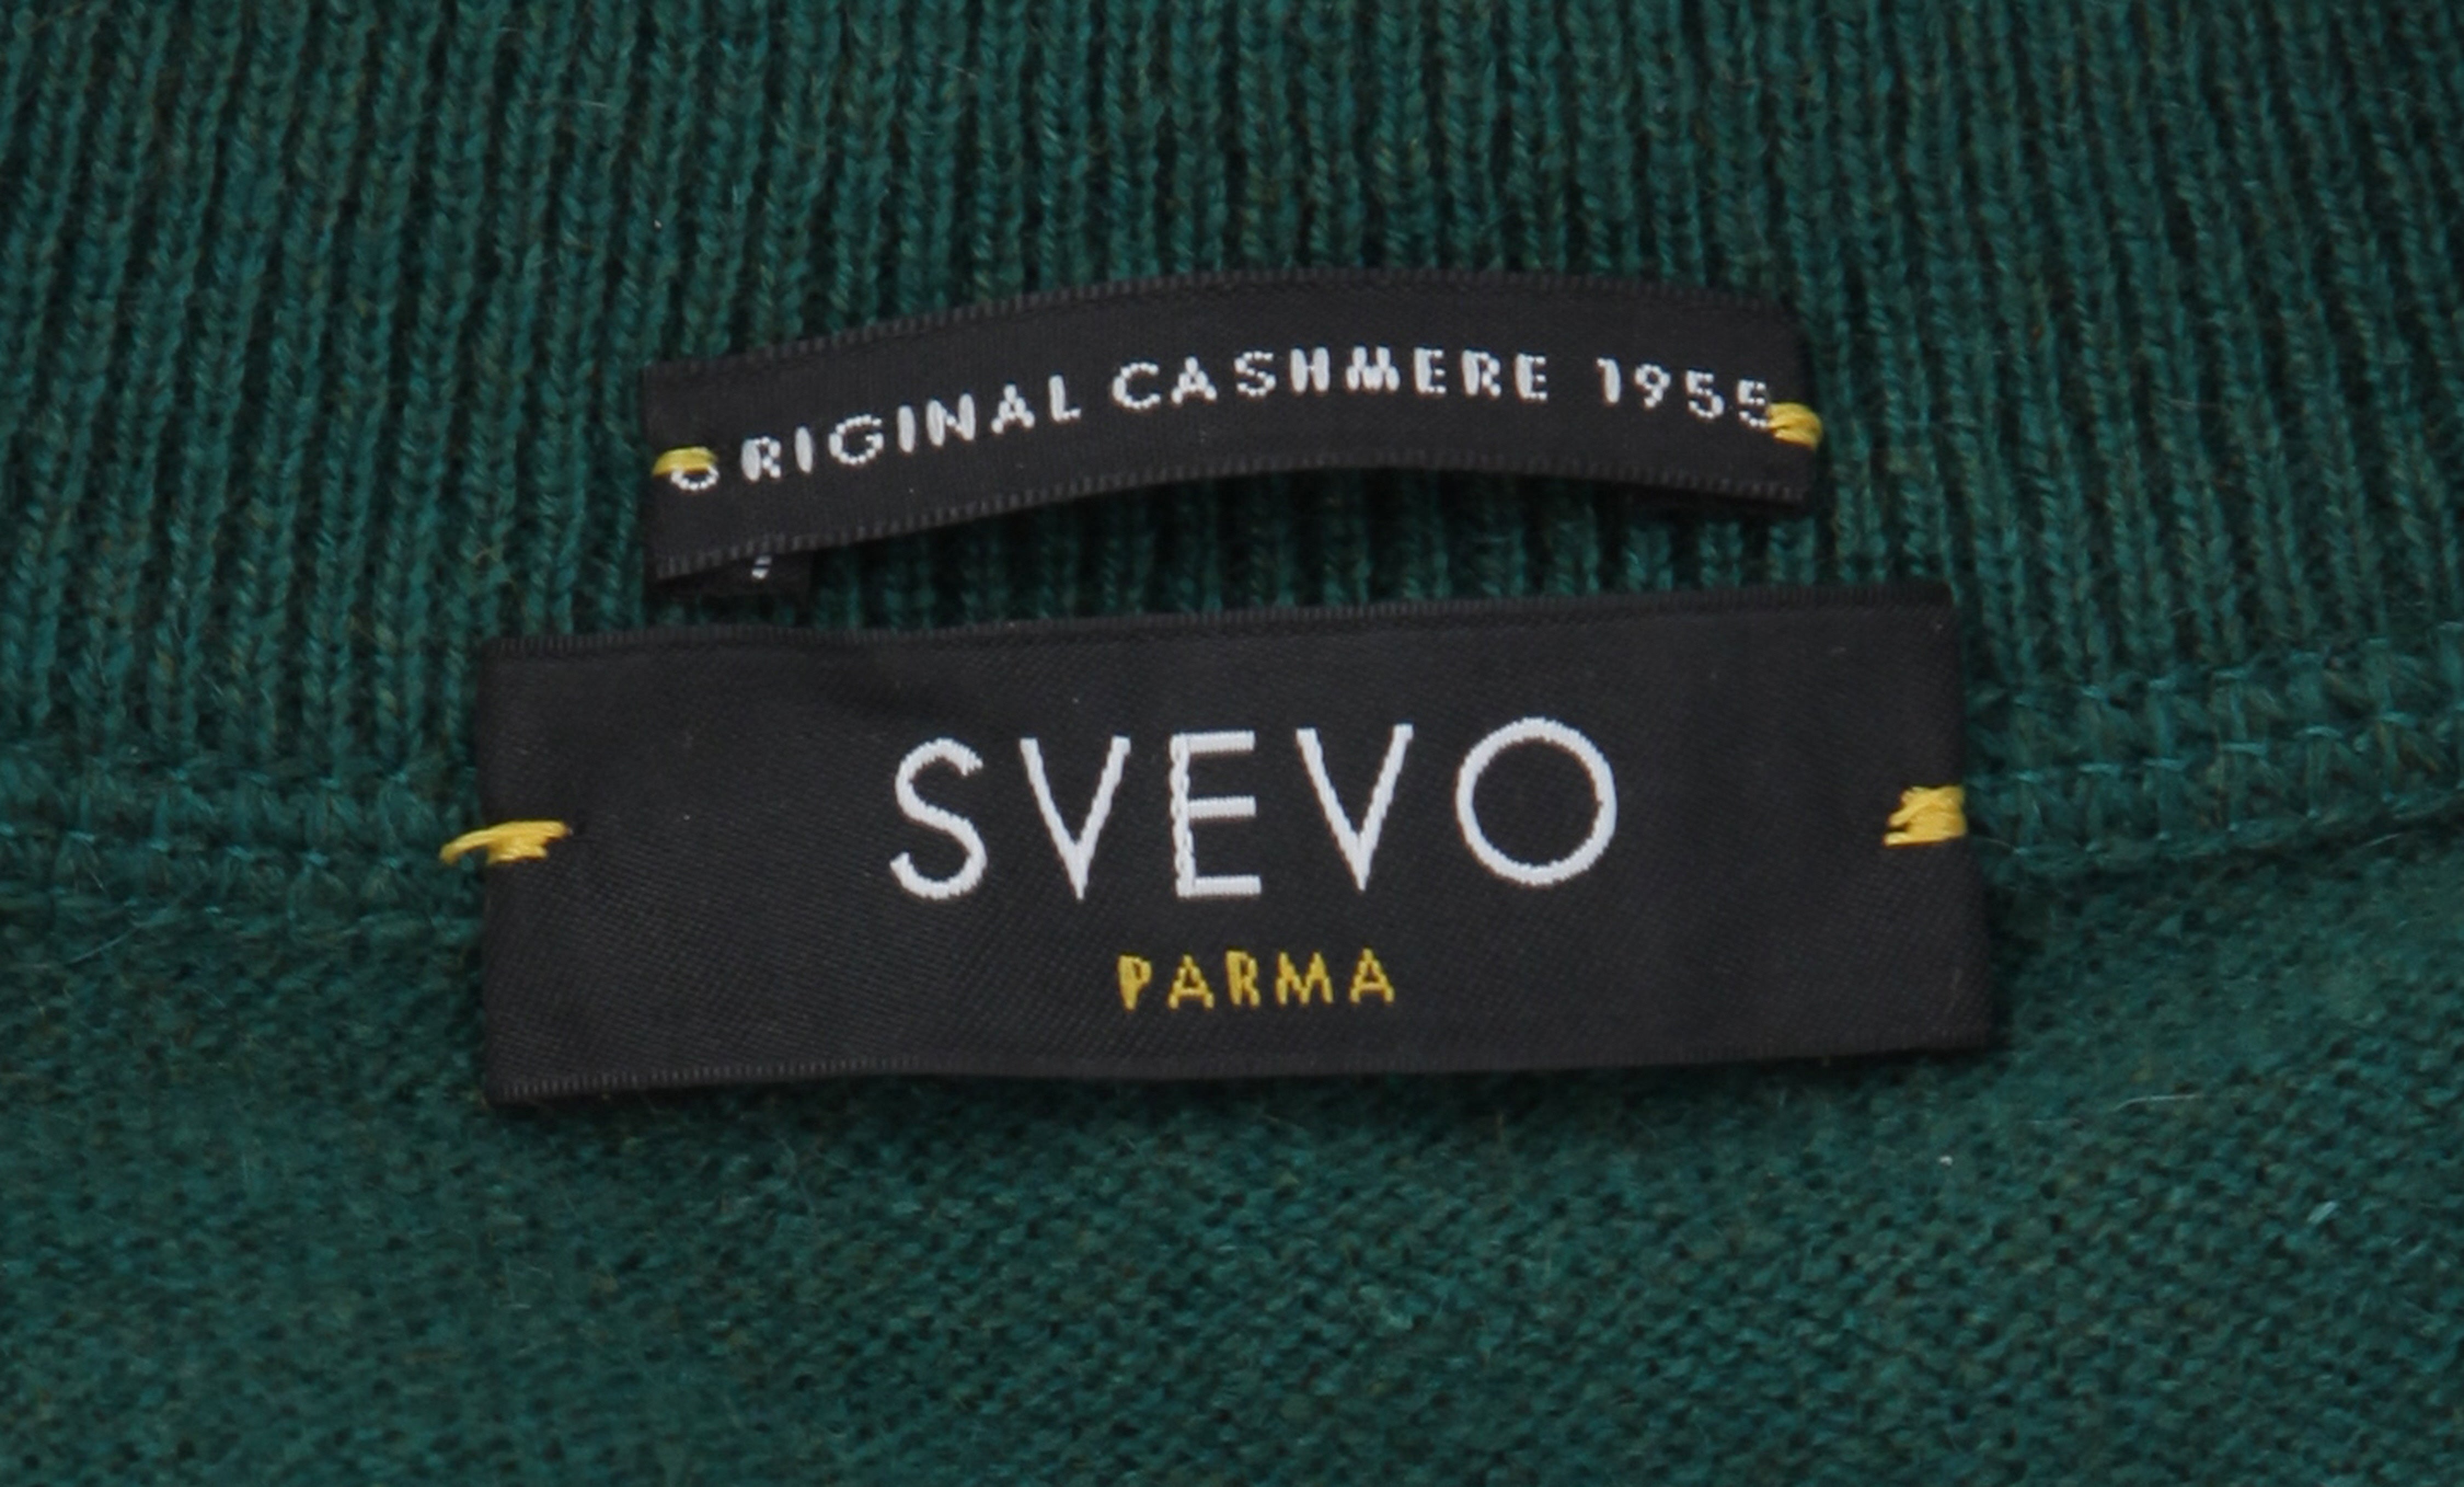 ORIGINAL CASHMERE 1955
SVEVO
PARMA